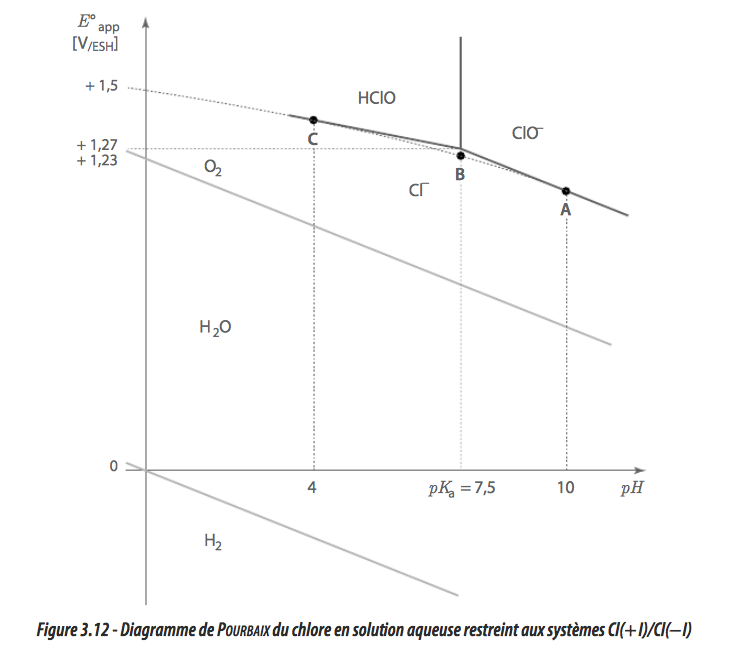 E°app
[V/ESH]
+ 1,5
HClO
ClO⁻
+ 1,27
+ 1,23
C
O₂
B
Cl⁻
A
H₂O
0
4
pKa = 7,5
10
pH
H₂
Figure 3.12 - Diagramme de POURBAIX du chlore en solution aqueuse restreint aux systèmes Cl(+I)/Cl(−I)